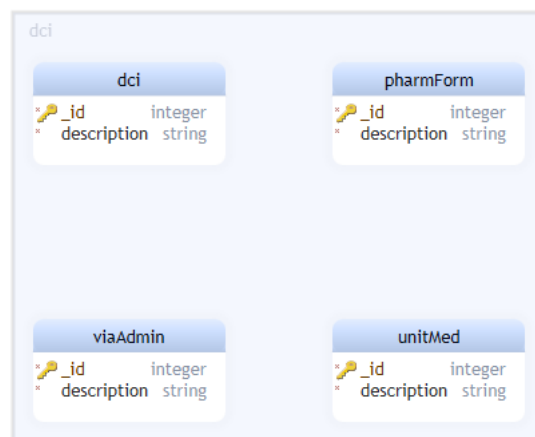 dci
dci
_id integer
description string
pharmForm
_id integer
description string
viaAdmin
_id integer
description string
unitMed
_id integer
description string